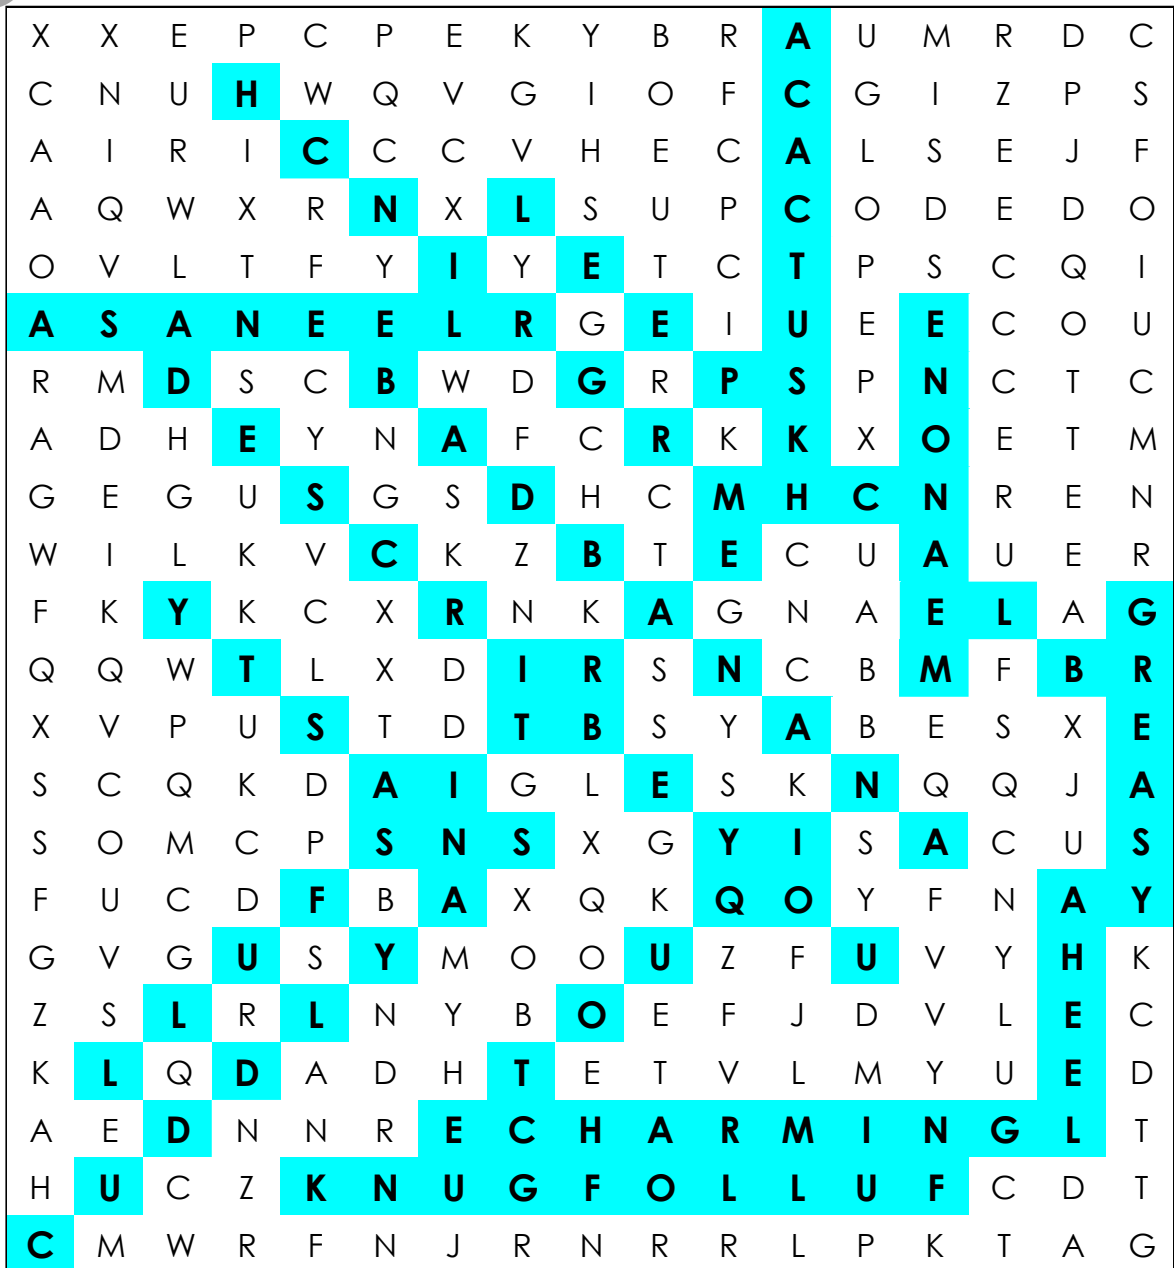 X X E P C P E K Y B R A U M R D C
C N U H W Q V G I O F C G I Z P S
A I R I C C C V H E C A L S E J F
A Q W X R N X L S U P C O D E D O
O V L T F Y I Y E T C T P S C Q I
A S A N E E L R G E I U E E C O U
R M D S C B W D G R P S P N C T C
A D H E Y N A F C R K K X O E T M
G E G U S G S D H C M H C N R E N
W I L K V C K Z B T E C U A U E R
F K Y K C X R N K A G N A E L A G
Q Q W T L X D I R S N C B M F B R
X V P U S T D T B S Y A B E S X E
S C Q K D A I G L E S K N Q Q J A
S O M C P S N S X G Y I S A C U S
F U C D F B A X Q K Q O Y F N A Y
G V G U S Y M O O U Z F U V Y H K
Z S L R L N Y B O E F J D V L E C
K L Q D A D H T E T V L M Y U E D
A E D N N R E C H A R M I N G L T
H U C Z K N U G F O L L U F C D T
C M W R F N J R N R R L P K T A G